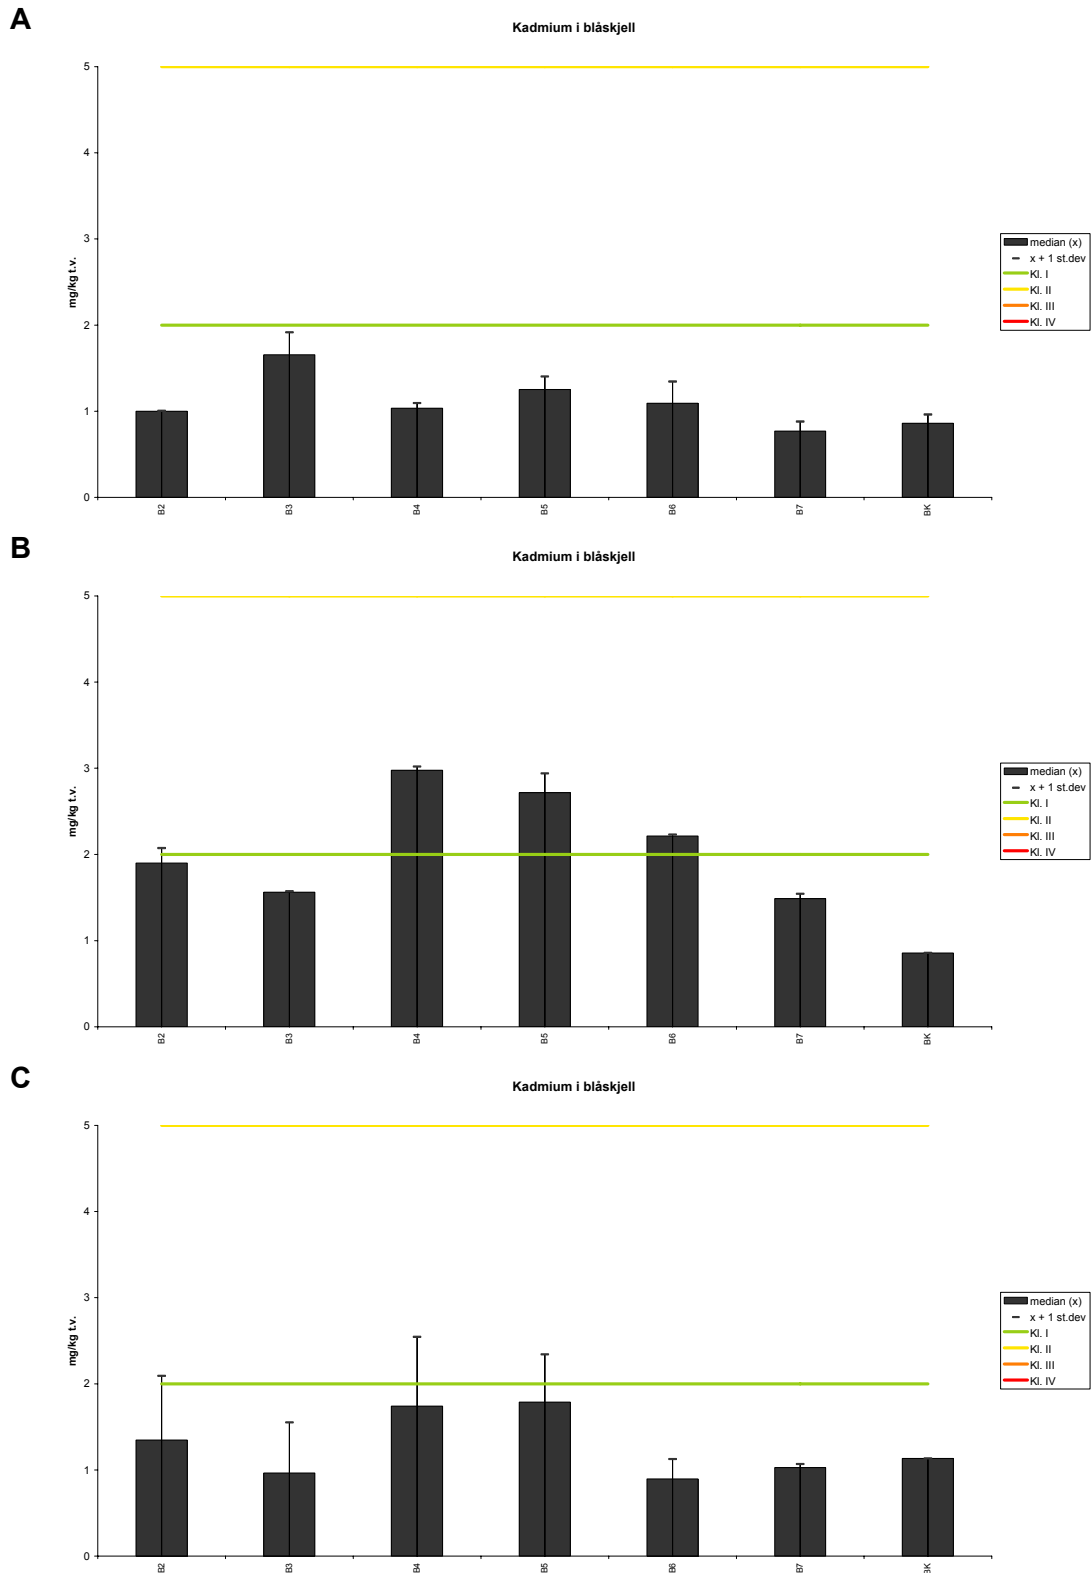 A
Kadmium i blåskjell
mg/kg t.v.
5
4
3
2
1
0
B2
B3
B4
B5
B6
B7
BK
median (x)
x + 1 st.dev
Kl. I
Kl. II
Kl. III
Kl. IV
B
Kadmium i blåskjell
mg/kg t.v.
5
4
3
2
1
0
B2
B3
B4
B5
B6
B7
BK
median (x)
x + 1 st.dev
Kl. I
Kl. II
Kl. III
Kl. IV
C
Kadmium i blåskjell
mg/kg t.v.
5
4
3
2
1
0
B2
B3
B4
B5
B6
B7
BK
median (x)
x + 1 st.dev
Kl. I
Kl. II
Kl. III
Kl. IV